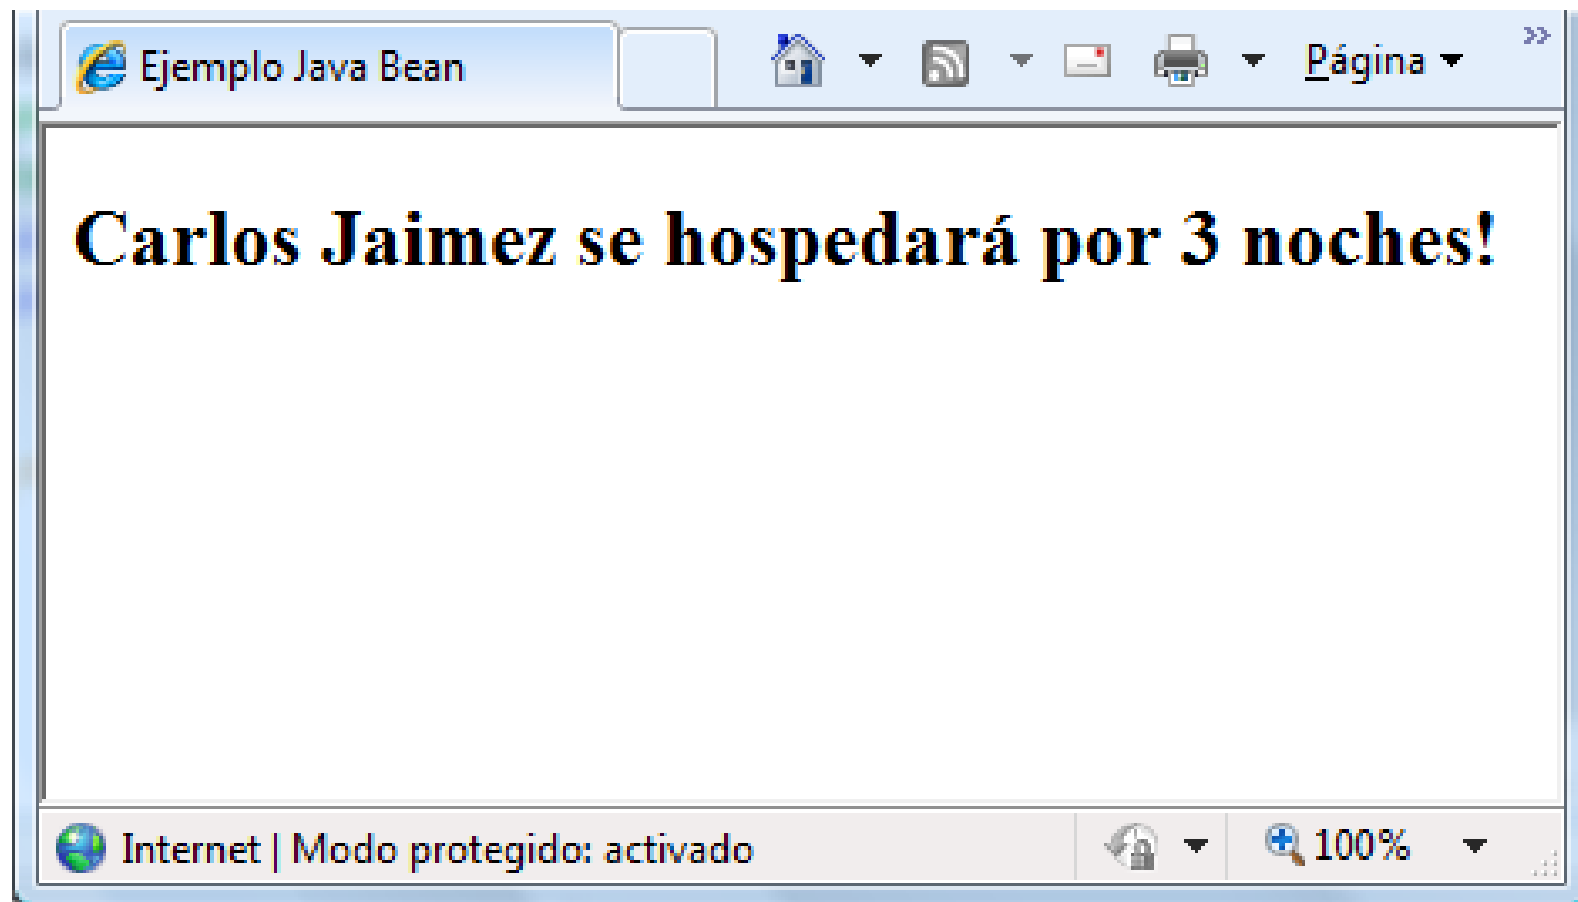 Ejemplo Java Bean
Página
Carlos Jaimez se hospedará por 3 noches!
Internet | Modo protegido: activado
100%